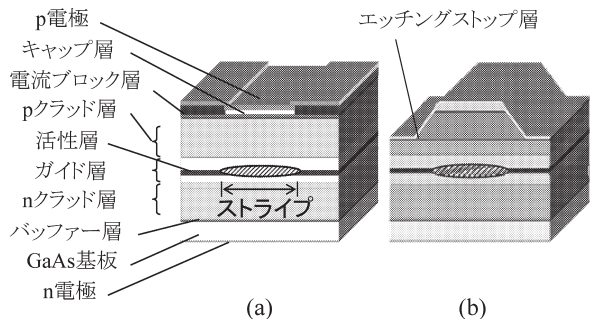 p電極
キャップ層
電流ブロック層
pクラッド層
活性層
ガイド層
nクラッド層
バッファー層
GaAs基板
n電極
ストライプ
(a)
エッチングストップ層
(b)